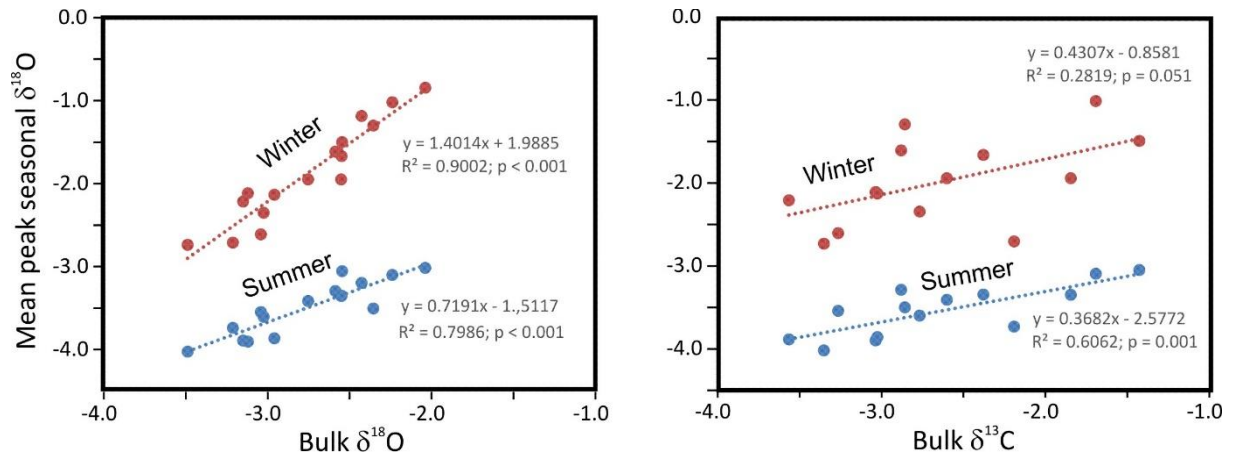 Mean peak seasonal δ¹⁸O
0.0
-1.0
-2.0
-3.0
-4.0
Winter
y = 1.4014x + 1.9885
R² = 0.9002; p < 0.001
Summer
y = 0.7191x - 1.,5117
R² = 0.7986; p < 0.001
-4.0 -3.0 -2.0 -1.0
Bulk δ¹⁸O
0.0
-1.0
-2.0
-3.0
-4.0
y = 0.4307x - 0.8581
R² = 0.2819; p = 0.051
Winter
Summer
y = 0.3682x - 2.5772
R² = 0.6062; p = 0.001
-4.0 -3.0 -2.0 -1.0
Bulk δ¹³C